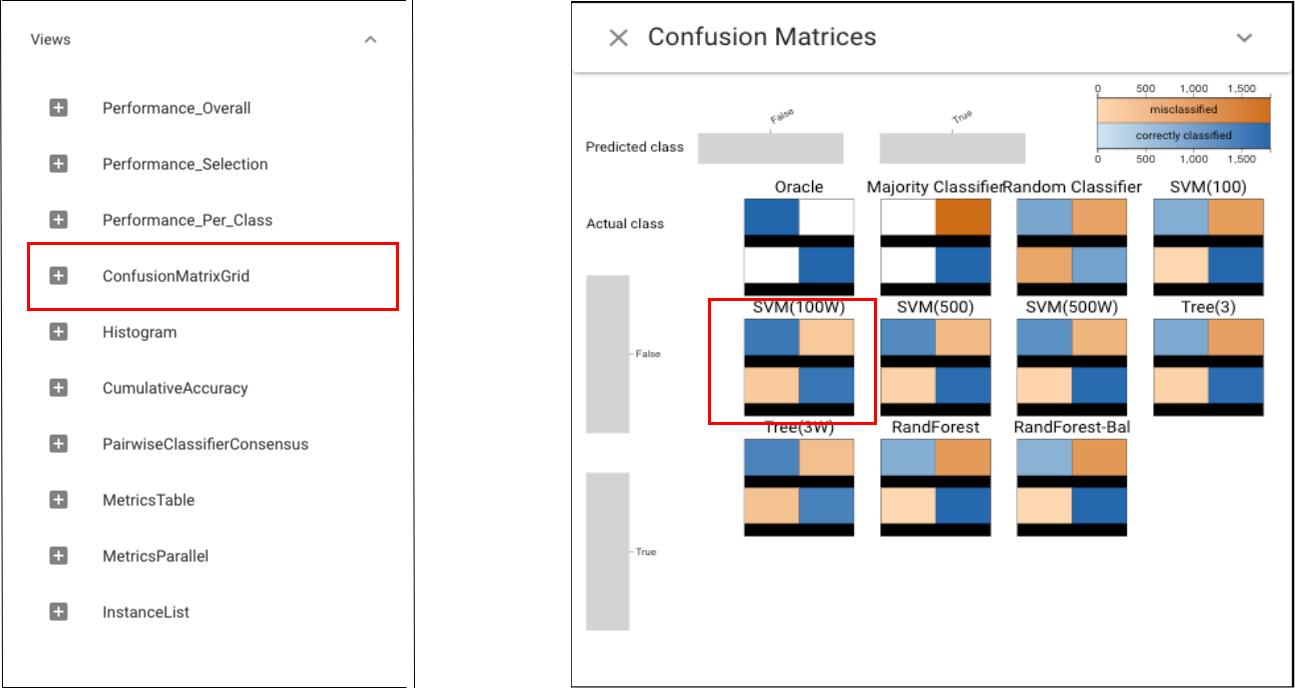 Views
Performance_Overall
Performance_Selection
Performance_Per_Class
ConfusionMatrixGrid
Histogram
CumulativeAccuracy
PairwiseClassifierConsensus
MetricsTable
MetricsParallel
InstanceList
Confusion Matrices
0 500 1,000 1,500
misclassified
correctly classified
0 500 1,000 1,500
False True
Predicted class
Oracle Majority Classifier Random Classifier SVM(100)
Actual class
SVM(100W) SVM(500) SVM(500W) Tree(3)
False
Tree(3W) RandForest RandForest-Bal
True